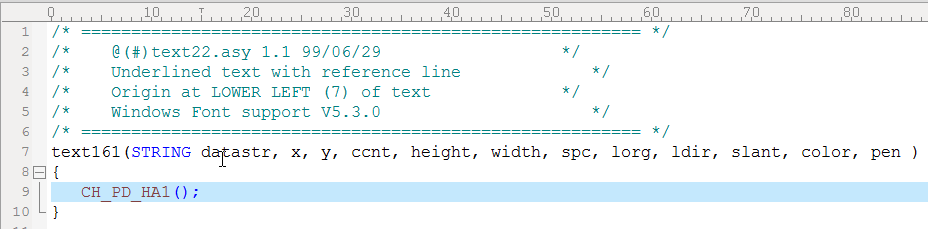 0 10 20 30 40 50 60 70 80
1 /* ======================================================== */
2 /*    @(#)text22.asy 1.1 99/06/29                  */
3 /*    Underlined text with reference line             */
4 /*    Origin at LOWER LEFT (7) of text             */
5 /*    Windows Font support V5.3.0                     */
6 /* ======================================================== */
7 text161(STRING datastr, x, y, ccnt, height, width, spc, lorg, ldir, slant, color, pen )
8 {
9    CH_PD_HA1();
10 }